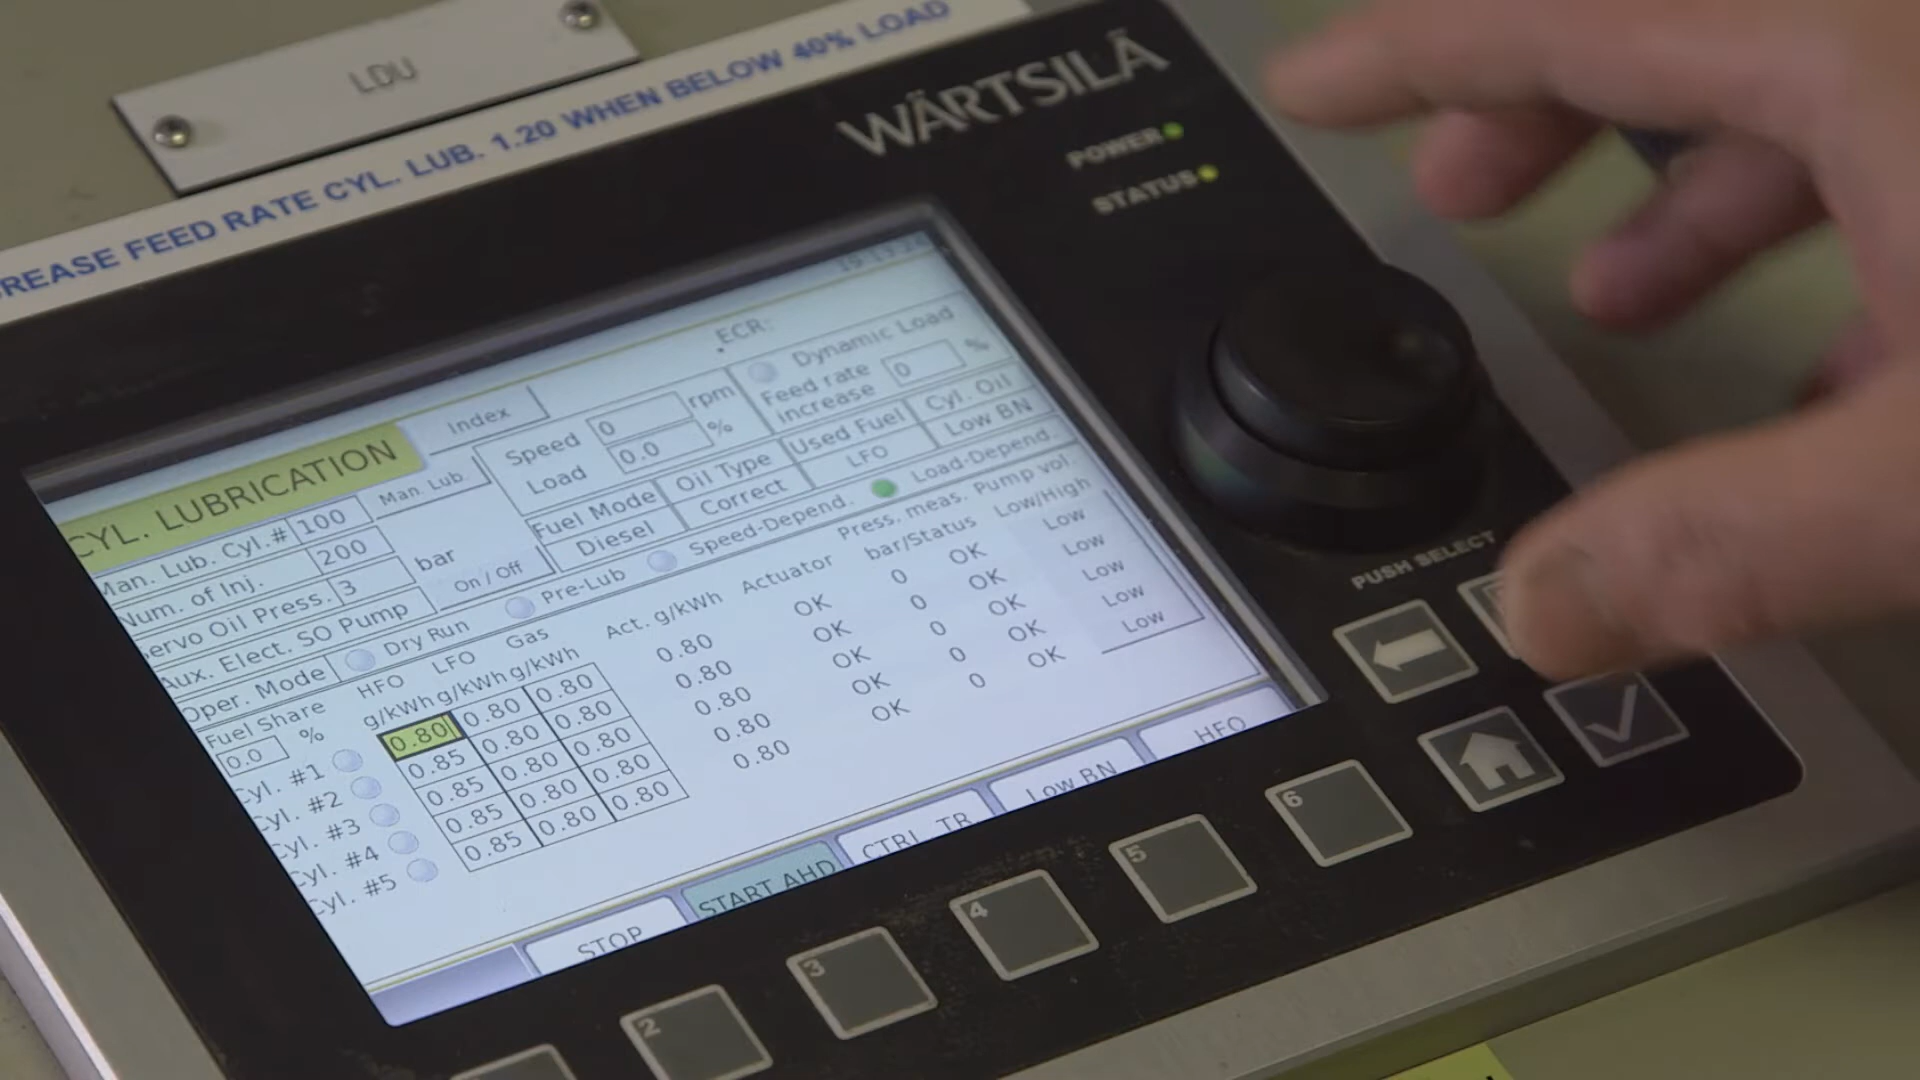 LDU
REASE FEED RATE CYL. LUB. 1.20 WHEN BELOW 40% LOAD
WÄRTSILÄ
POWER
STATUS
19:13:24
ECR:
CYL. LUBRICATION
Index
Man. Lub. Cyl.# 100
Man. Lub.
Num. of Inj. 200
Servo Oil Press. 3 bar
Aux. Elect. SO Pump On / Off
Speed 0 rpm
Load 0.0 %
Dynamic Load
Feed rate increase 0 %
Fuel Mode Oil Type Used Fuel Cyl. Oil
Diesel Correct LFO Low BN
Oper. Mode Dry Run Pre-Lub Speed-Depend. Load-Depend.
Fuel Share HFO LFO Gas Act. g/kWh Actuator Press. meas. Pump vol.
0.0 % g/kWh g/kWh g/kWh bar/Status Low/High
Cyl. #1 0.80 0.80 0.80 0.80 OK 0 OK Low
Cyl. #2 0.85 0.80 0.80 0.80 OK 0 OK Low
Cyl. #3 0.85 0.80 0.80 0.80 OK 0 OK Low
Cyl. #4 0.85 0.80 0.80 0.80 OK 0 OK Low
Cyl. #5 0.85 0.80 0.80 0.80 OK 0 OK Low
STOP START AHD CTRL. TR Low BN HFO
PUSH SELECT
2
3
4
5
6